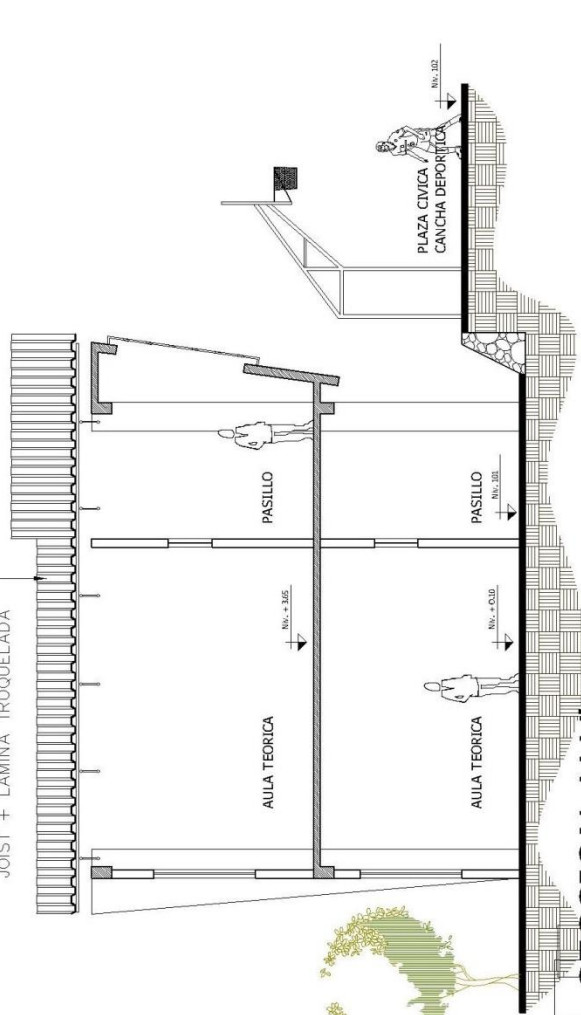 JOIST + LAMINA TROQUELADA
AULA TEORICA
Niv. + 3.65
PASILLO
AULA TEORICA
Niv. + 0.10
PASILLO
Niv. 101
PLAZA CIVICA
CANCHA DEPORTICA
Niv. 102